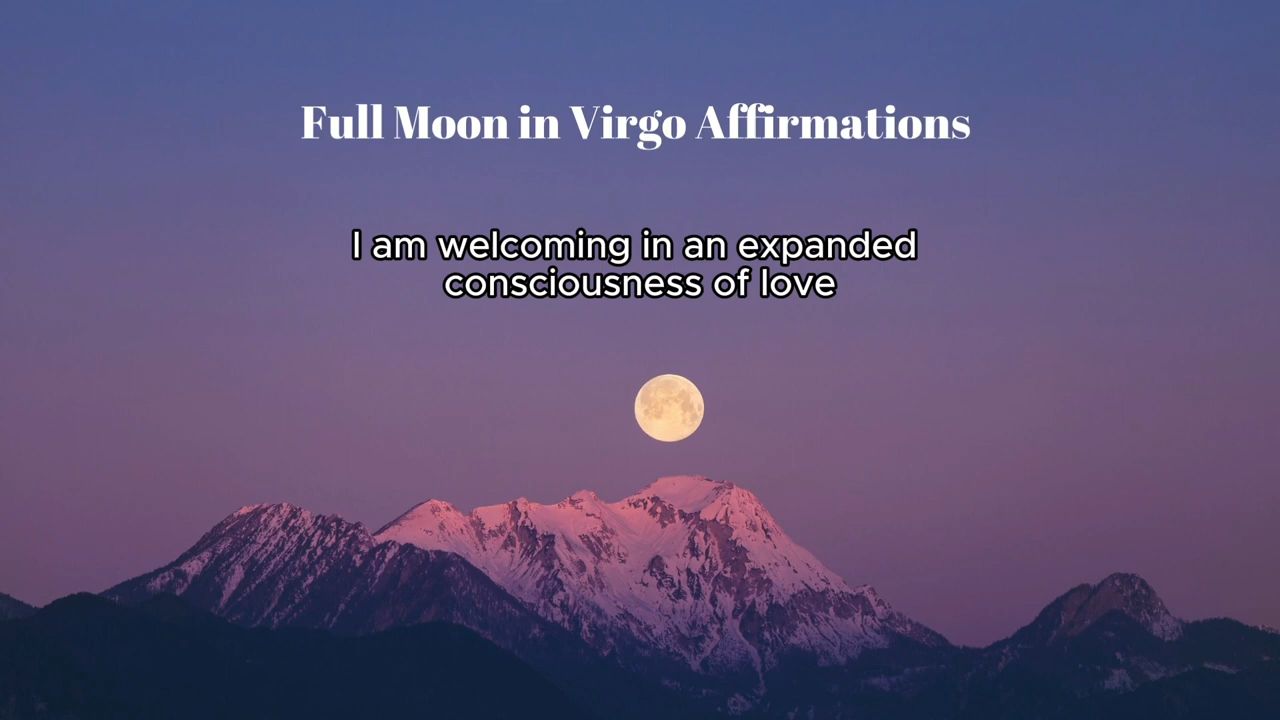 Full Moon in Virgo Affirmations
I am welcoming in an expanded
consciousness of love